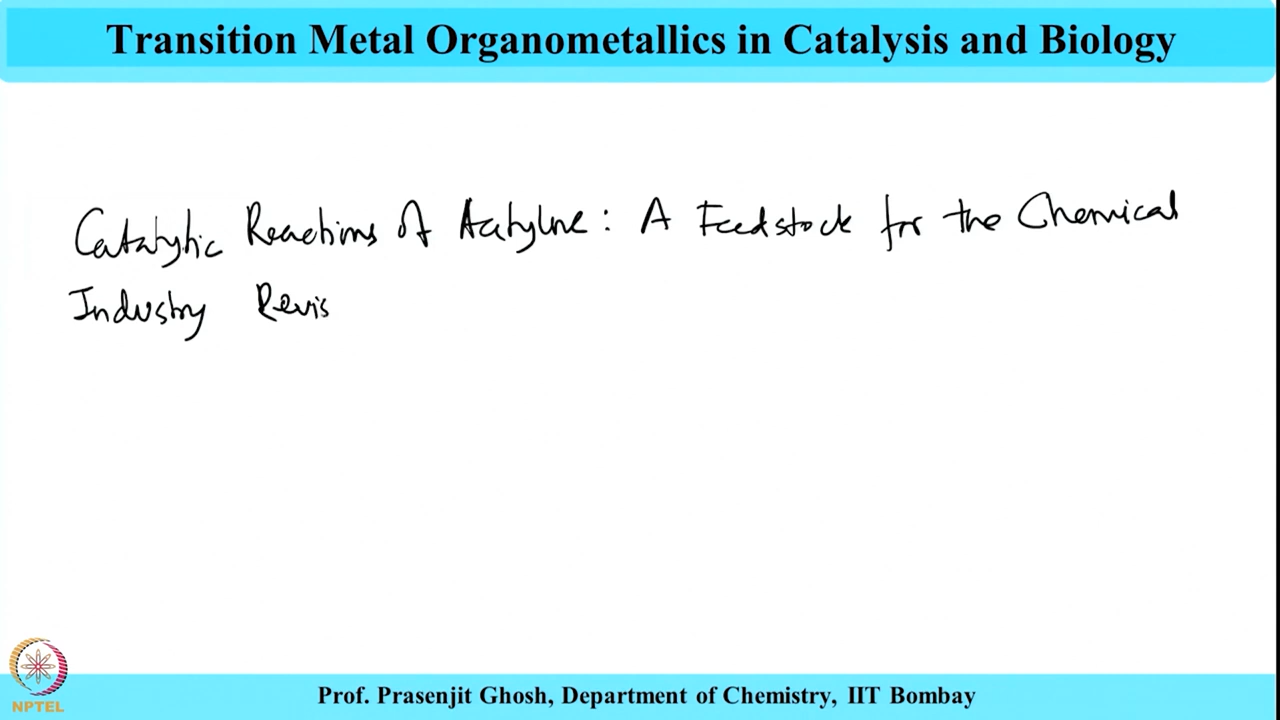 Transition Metal Organometallics in Catalysis and Biology
Catalytic Reactions of Acetylene: A Feedstock for the Chemical
Industry Revis
NPTEL
Prof. Prasenjit Ghosh, Department of Chemistry, IIT Bombay